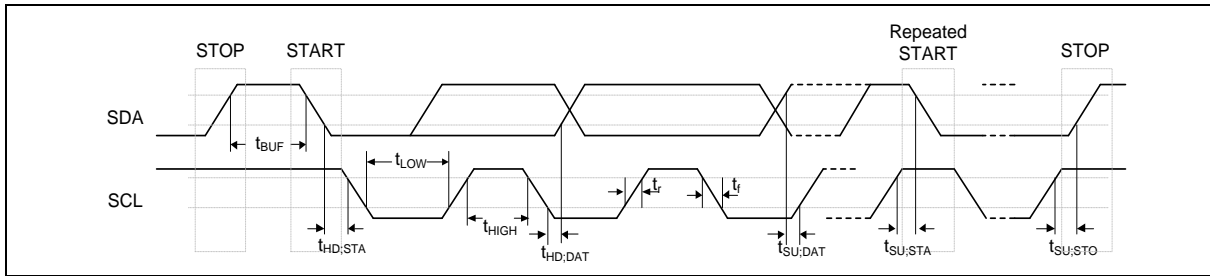 STOP
START
Repeated
START
STOP
SDA
tBUF
tLOW
SCL
tr
tf
tHD;STA
tHIGH
tHD;DAT
tSU;DAT
tSU;STA
tSU;STO